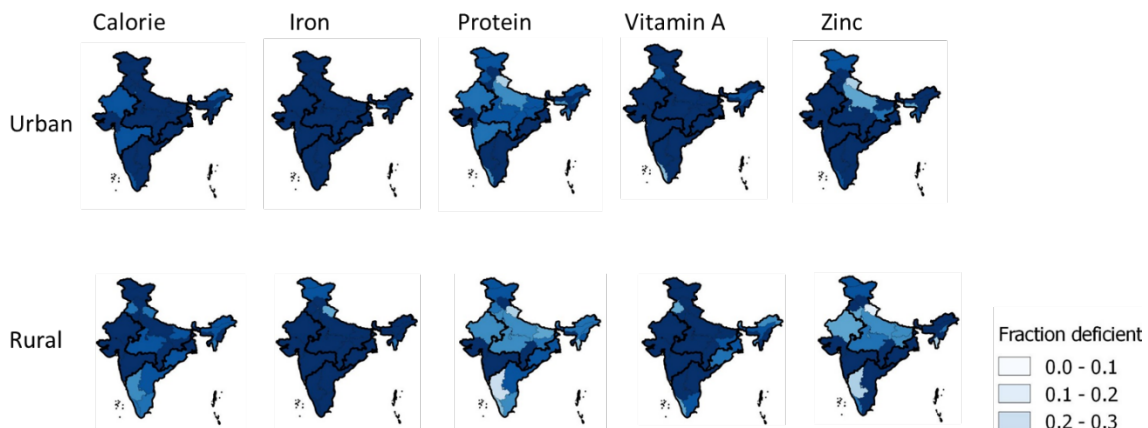 Calorie Iron Protein Vitamin A Zinc
Urban
Rural
Fraction deficient
0.0 - 0.1
0.1 - 0.2
0.2 - 0.3